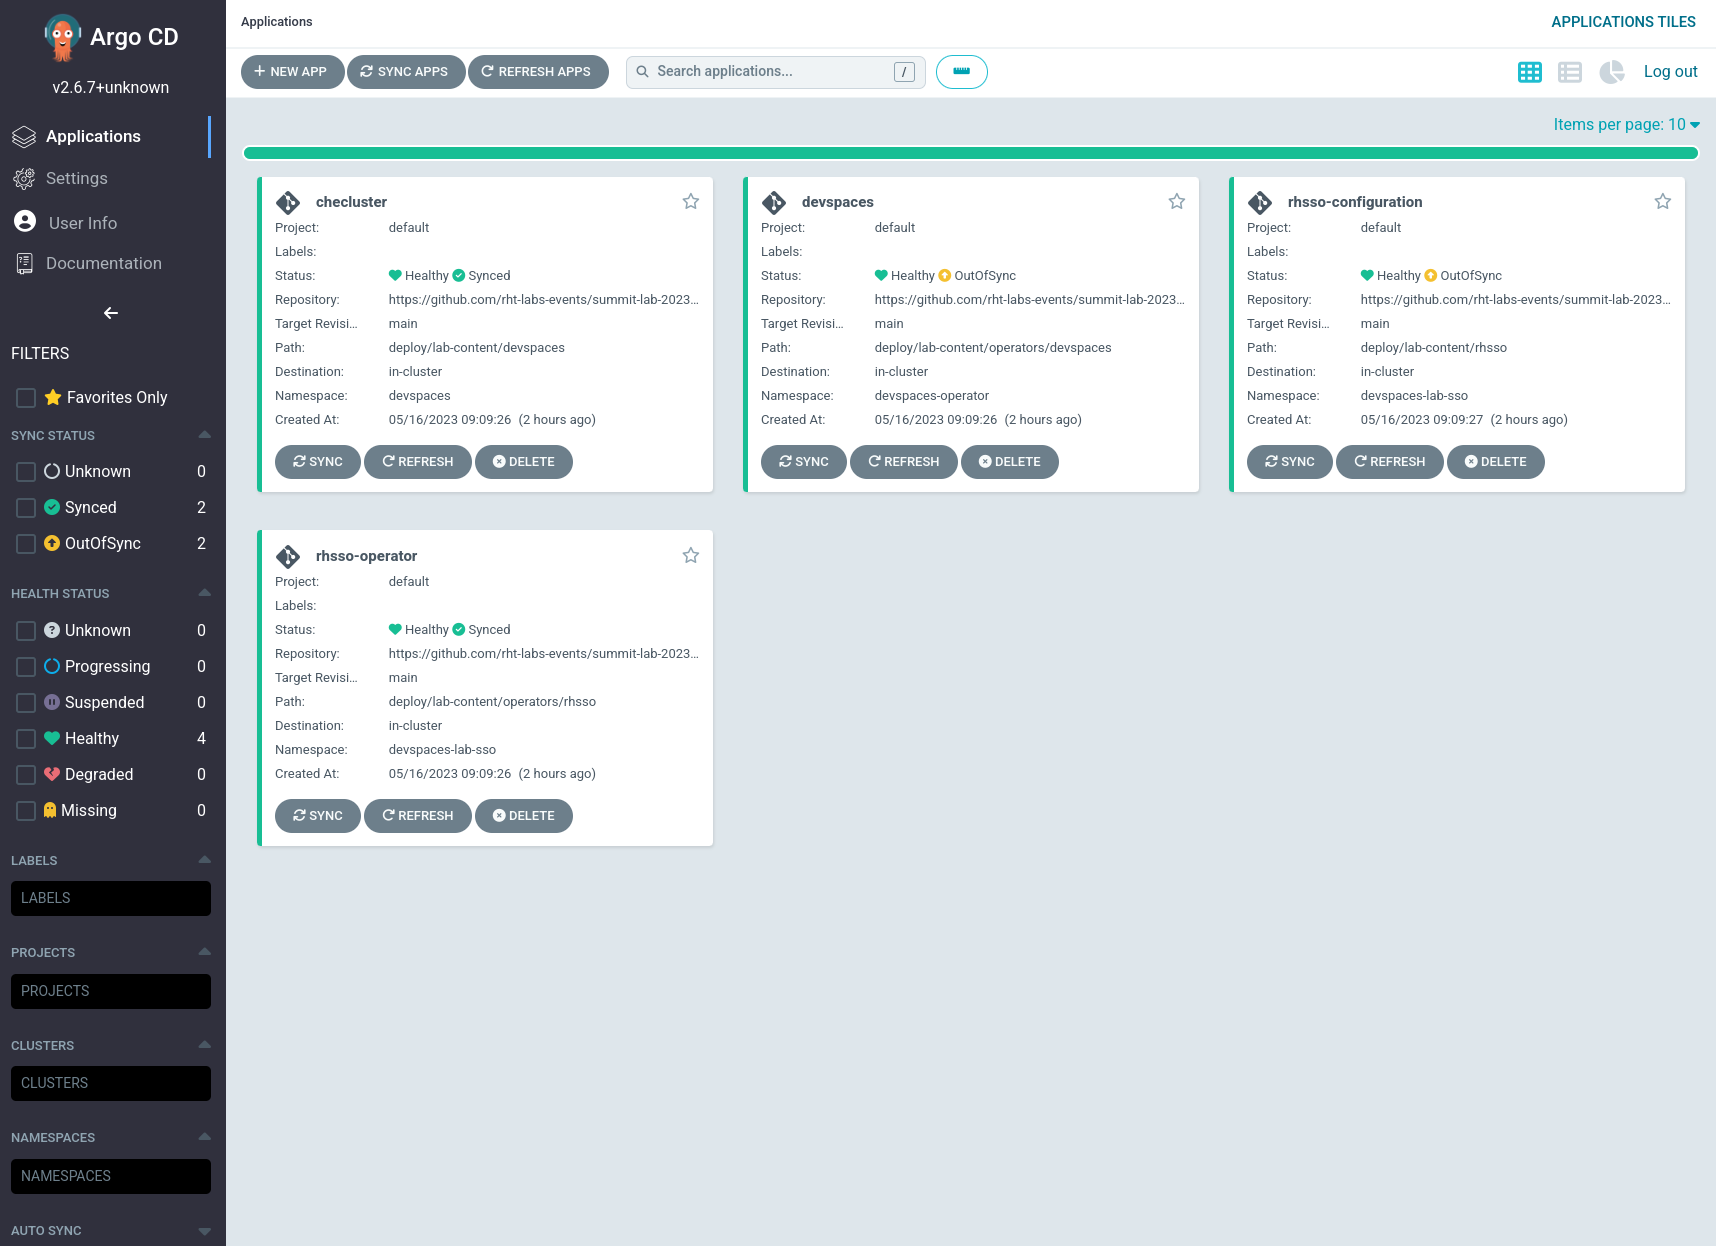 Argo CD
v2.6.7+unknown
Applications
Settings
User Info
Documentation
FILTERS
Favorites Only
SYNC STATUS
Unknown 0
Synced 2
OutOfSync 2
HEALTH STATUS
Unknown 0
Progressing 0
Suspended 0
Healthy 4
Degraded 0
Missing 0
LABELS
LABELS
PROJECTS
PROJECTS
CLUSTERS
CLUSTERS
NAMESPACES
NAMESPACES
AUTO SYNC
Applications APPLICATIONS TILES
+ NEW APP SYNC APPS REFRESH APPS Search applications... / Log out
Items per page: 10
checluster
Project: default
Labels:
Status: Healthy Synced
Repository: https://github.com/rht-labs-events/summit-lab-2023...
Target Revisi... main
Path: deploy/lab-content/devspaces
Destination: in-cluster
Namespace: devspaces
Created At: 05/16/2023 09:09:26 (2 hours ago)
SYNC REFRESH DELETE
devspaces
Project: default
Labels:
Status: Healthy OutOfSync
Repository: https://github.com/rht-labs-events/summit-lab-2023...
Target Revisi... main
Path: deploy/lab-content/operators/devspaces
Destination: in-cluster
Namespace: devspaces-operator
Created At: 05/16/2023 09:09:26 (2 hours ago)
SYNC REFRESH DELETE
rhsso-configuration
Project: default
Labels:
Status: Healthy OutOfSync
Repository: https://github.com/rht-labs-events/summit-lab-2023...
Target Revisi... main
Path: deploy/lab-content/rhsso
Destination: in-cluster
Namespace: devspaces-lab-sso
Created At: 05/16/2023 09:09:27 (2 hours ago)
SYNC REFRESH DELETE
rhsso-operator
Project: default
Labels:
Status: Healthy Synced
Repository: https://github.com/rht-labs-events/summit-lab-2023...
Target Revisi... main
Path: deploy/lab-content/operators/rhsso
Destination: in-cluster
Namespace: devspaces-lab-sso
Created At: 05/16/2023 09:09:26 (2 hours ago)
SYNC REFRESH DELETE